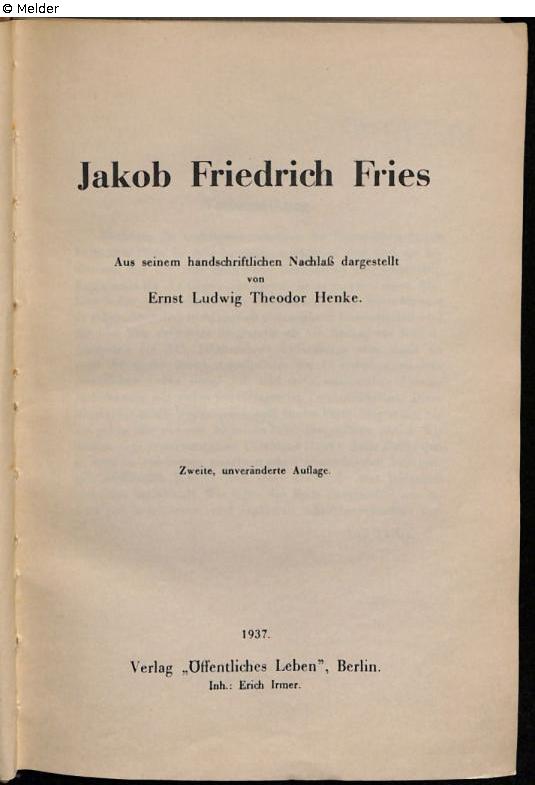 © Melder
Jakob Friedrich Fries
Aus seinem handschriftlichen Nachlaß dargestellt
von
Ernst Ludwig Theodor Henke.
Zweite, unveränderte Auflage.
1937.
Verlag „Öffentliches Leben”, Berlin.
Inh.: Erich Irmer.